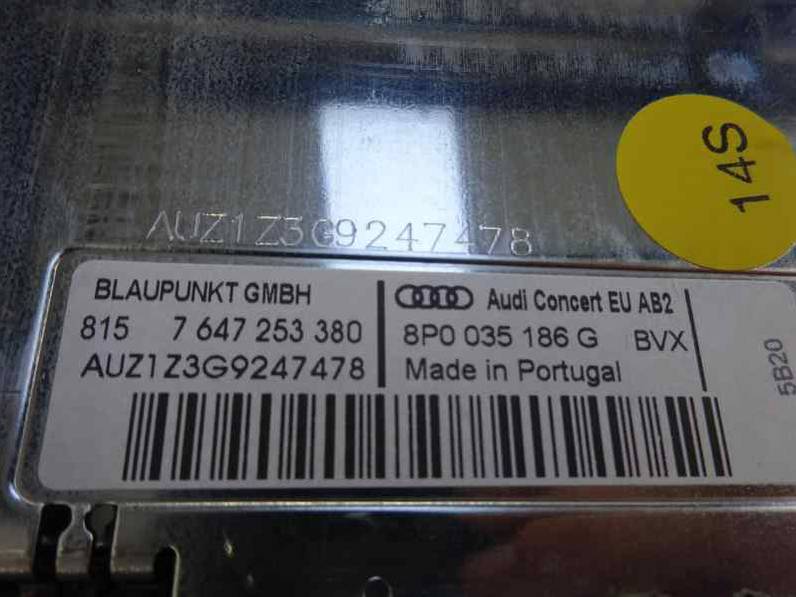 14S
AUZ1Z3G9247478
BLAUPUNKT GMBH
815 7 647 253 380
AUZ1Z3G9247478
Audi Concert EU AB2
8P0 035 186 G BVX
Made in Portugal
5B20